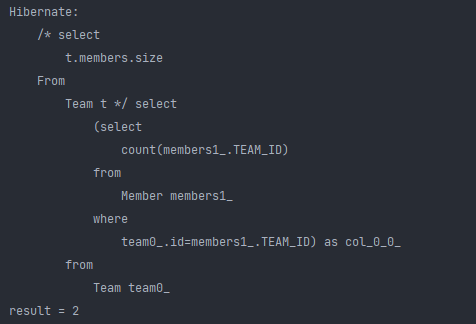 Hibernate:
/* select
t.members.size
From
Team t */ select
(select
count(members1_.TEAM_ID)
from
Member members1_
where
team0_.id=members1_.TEAM_ID) as col_0_0_
from
Team team0_
result = 2